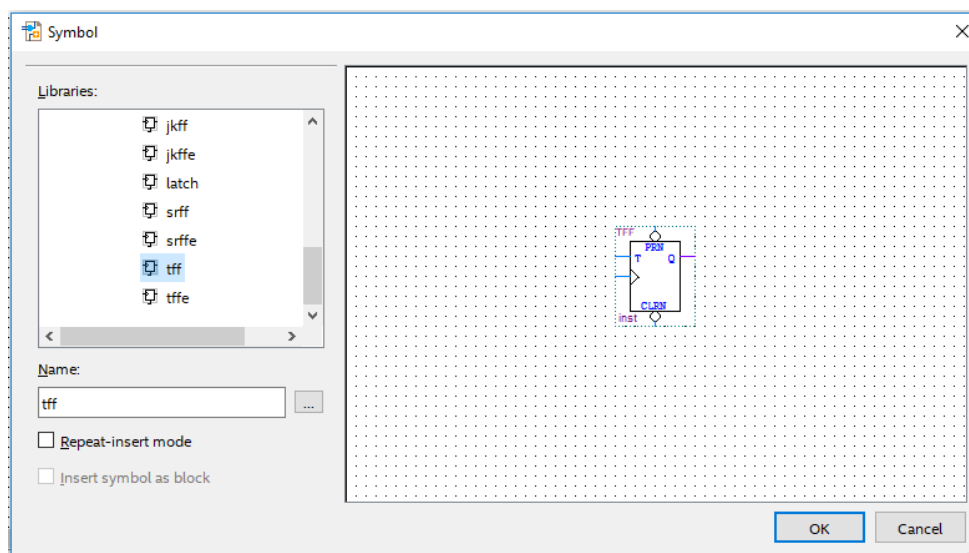 Symbol
Libraries:
jkff
jkffe
latch
srff
srffe
tff
tffe
Name:
tff
...
Repeat-insert mode
Insert symbol as block
TFF
PRN
T Q
CLRN
inst
OK Cancel